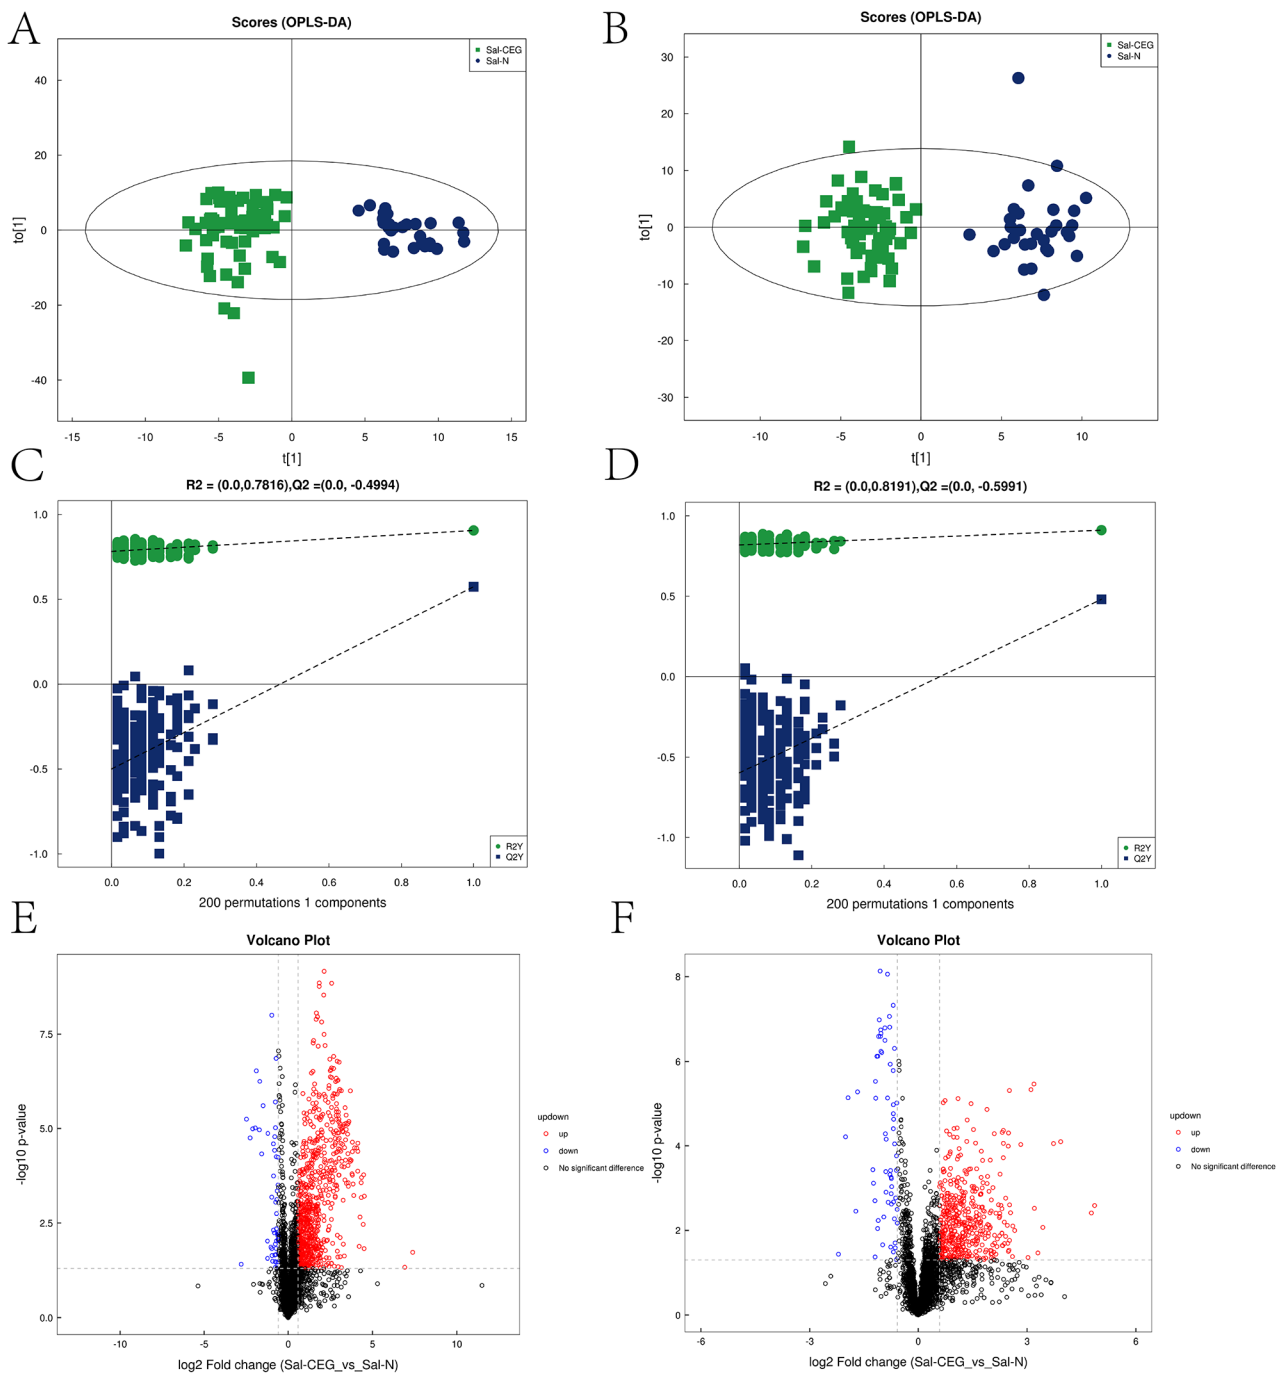 A
Scores (OPLS-DA)
Sal-CEG
Sal-N
to[1]
40
20
0
-20
-40
-15
-10
-5
0
5
10
15
t[1]
B
Scores (OPLS-DA)
Sal-CEG
Sal-N
to[1]
30
20
10
0
-10
-20
-30
-10
-5
0
5
10
t[1]
C
R2 = (0.0,0.7816),Q2 =(0.0, -0.4994)
1.0
0.5
0.0
-0.5
-1.0
R2Y
Q2Y
0.0
0.2
0.4
0.6
0.8
1.0
200 permutations 1 components
D
R2 = (0.0,0.8191),Q2 =(0.0, -0.5991)
1.0
0.5
0.0
-0.5
-1.0
R2Y
Q2Y
0.0
0.2
0.4
0.6
0.8
1.0
200 permutations 1 components
E
Volcano Plot
-log10 p-value
7.5
5.0
2.5
0.0
-10
-5
0
5
10
log2 Fold change (Sal-CEG_vs_Sal-N)
updown
up
down
No significant difference
F
Volcano Plot
-log10 p-value
8
6
4
2
0
-6
-3
0
3
6
log2 Fold change (Sal-CEG_vs_Sal-N)
updown
up
down
No significant difference